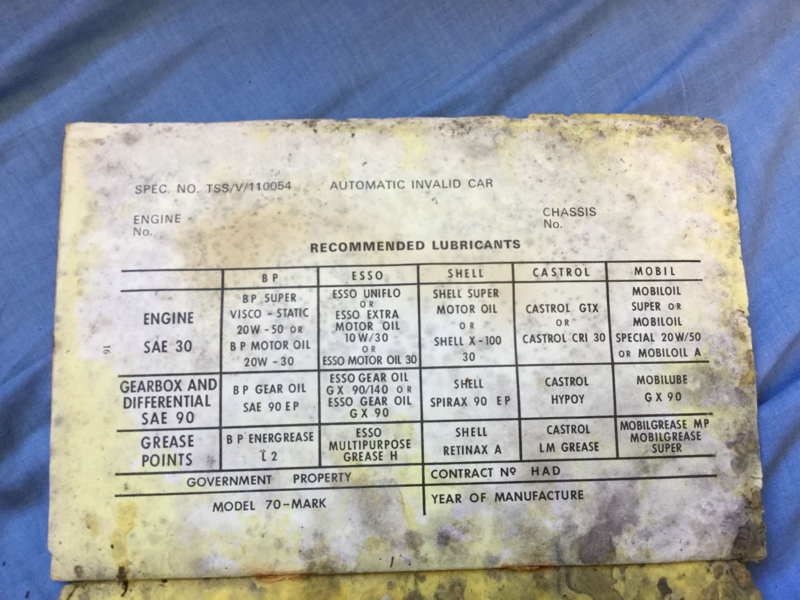 SPEC. NO. TSS/V/110054 AUTOMATIC INVALID CAR
ENGINE
No.
CHASSIS
No.
RECOMMENDED LUBRICANTS
BP ESSO SHELL CASTROL MOBIL
ENGINE
SAE 30
BP SUPER
VISCO - STATIC
20W - 50 OR
BP MOTOR OIL
20W - 30
ESSO UNIFLO
OR
ESSO EXTRA
MOTOR OIL
10W/30
OR
ESSO MOTOR OIL 30
SHELL SUPER
MOTOR OIL
OR
SHELL X-100
30
CASTROL GTX
OR
CASTROL CRI 30
MOBILOIL
SUPER OR
MOBILOIL
SPECIAL 20W/50
OR MOBILOIL A
GEARBOX AND
DIFFERENTIAL
SAE 90
BP GEAR OIL
SAE 90 EP
ESSO GEAR OIL
GX 90/140 OR
ESSO GEAR OIL
GX 90
SHELL
SPIRAX 90 EP
CASTROL
HYPOY
MOBILUBE
GX 90
GREASE
POINTS
BP ENERGREASE
L2
ESSO
MULTIPURPOSE
GREASE H
SHELL
RETINAX A
CASTROL
LM GREASE
MOBILGREASE MP
MOBILGREASE
SUPER
GOVERNMENT PROPERTY
CONTRACT Nº HAD
MODEL 70-MARK
YEAR OF MANUFACTURE
16